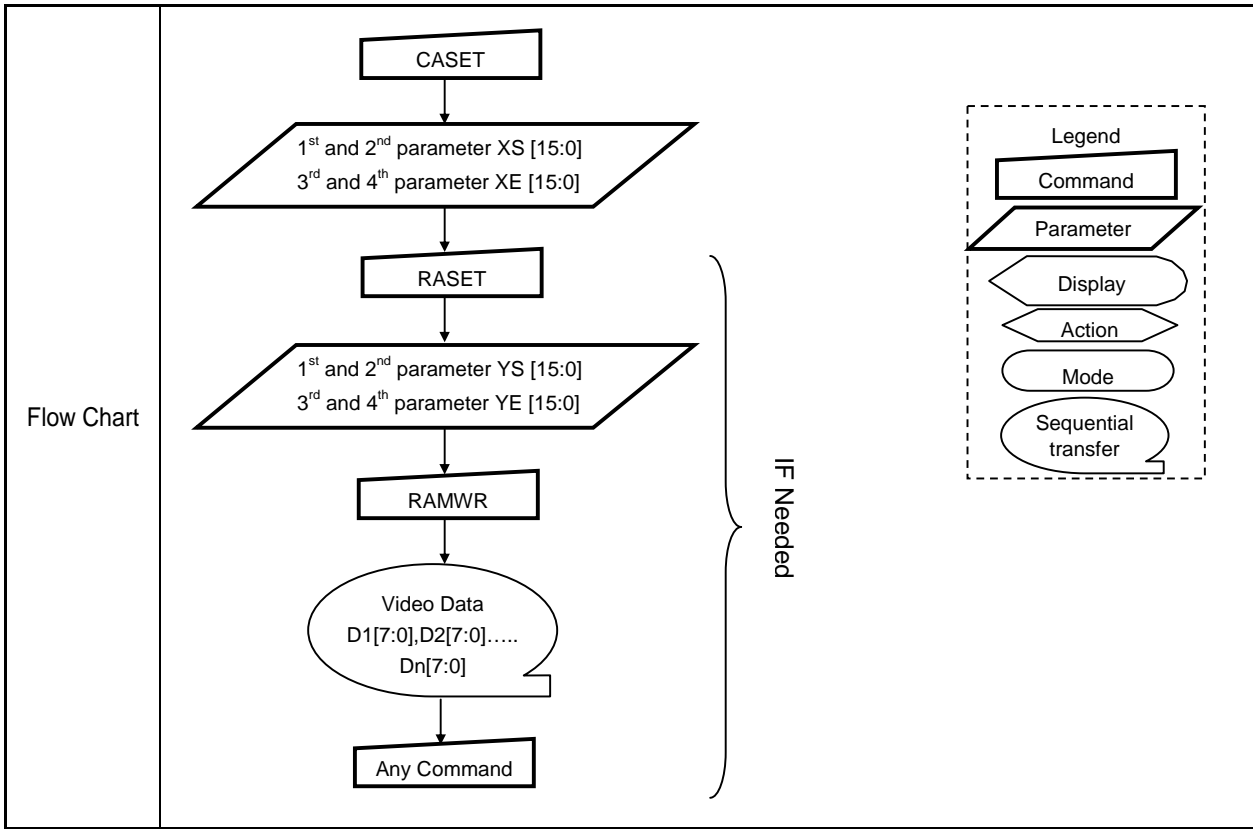 Flow Chart
CASET
1st and 2nd parameter XS [15:0]
3rd and 4th parameter XE [15:0]
RASET
1st and 2nd parameter YS [15:0]
3rd and 4th parameter YE [15:0]
RAMWR
Video Data
D1[7:0],D2[7:0]…..
Dn[7:0]
Any Command
IF Needed
Legend
Command
Parameter
Display
Action
Mode
Sequential
transfer